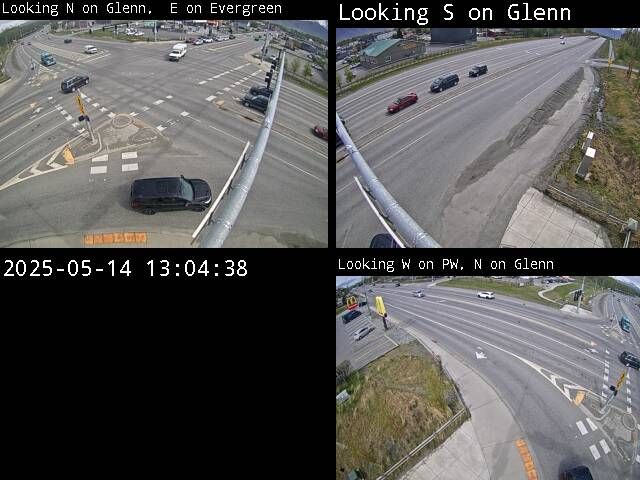 Looking N on Glenn,  E on Evergreen
Looking S on Glenn
2025-05-14 13:04:38
Looking W on PW, N on Glenn